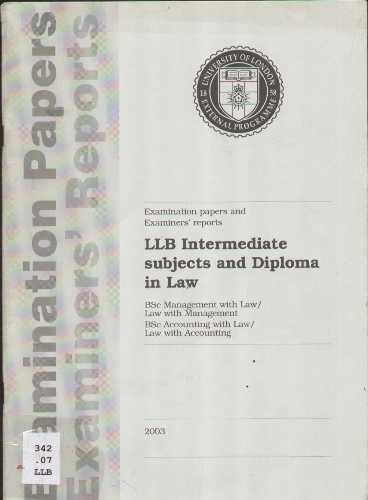 Examination Papers
Examiners' Reports
UNIVERSITY OF LONDON
18 58
EXTERNAL PROGRAMME
Examination papers and
Examiners' reports
LLB Intermediate
subjects and Diploma
in Law
BSc Management with Law/
Law with Management
BSc Accounting with Law/
Law with Accounting
2003
342
.07
LLB